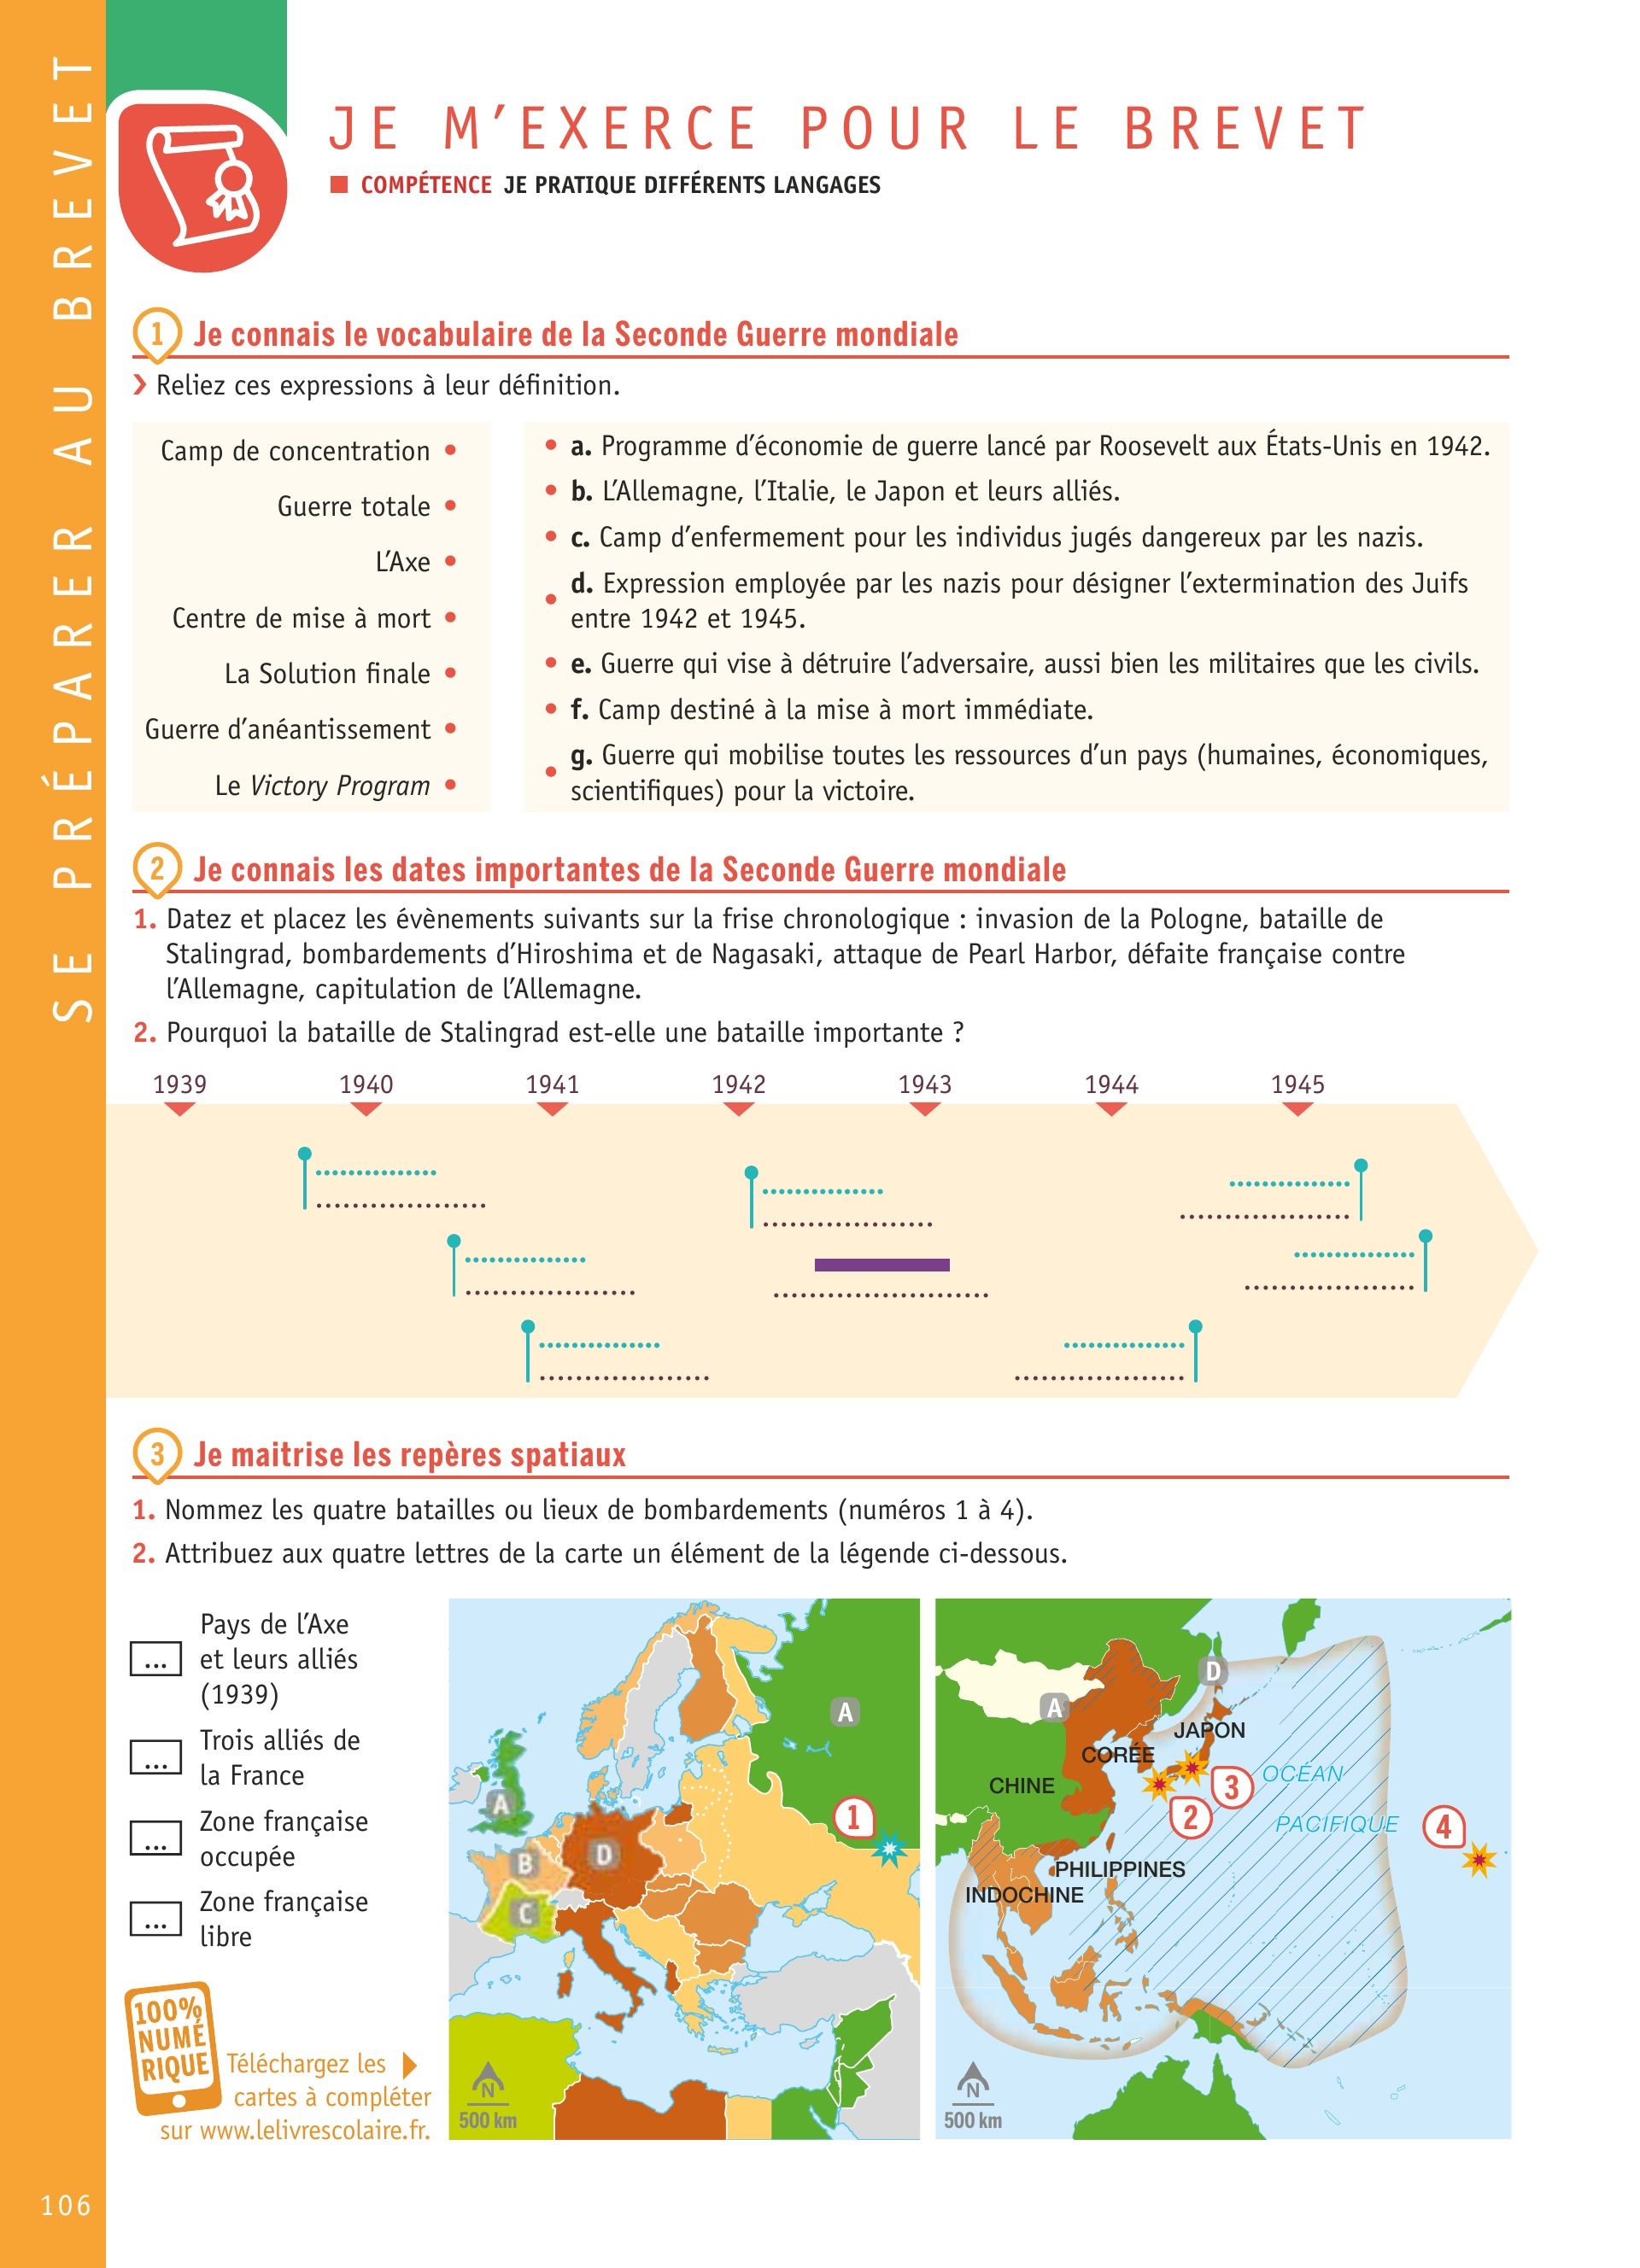 SE PRÉPARER AU BREVET
JE M’EXERCE POUR LE BREVET
COMPÉTENCE JE PRATIQUE DIFFÉRENTS LANGAGES
1 Je connais le vocabulaire de la Seconde Guerre mondiale
Reliez ces expressions à leur définition.
Camp de concentration •
Guerre totale •
L’Axe •
Centre de mise à mort •
La Solution finale •
Guerre d’anéantissement •
Le Victory Program •
• a. Programme d’économie de guerre lancé par Roosevelt aux États-Unis en 1942.
• b. L’Allemagne, l’Italie, le Japon et leurs alliés.
• c. Camp d’enfermement pour les individus jugés dangereux par les nazis.
• d. Expression employée par les nazis pour désigner l’extermination des Juifs
entre 1942 et 1945.
• e. Guerre qui vise à détruire l’adversaire, aussi bien les militaires que les civils.
• f. Camp destiné à la mise à mort immédiate.
• g. Guerre qui mobilise toutes les ressources d’un pays (humaines, économiques,
scientifiques) pour la victoire.
2 Je connais les dates importantes de la Seconde Guerre mondiale
1. Datez et placez les évènements suivants sur la frise chronologique : invasion de la Pologne, bataille de
Stalingrad, bombardements d’Hiroshima et de Nagasaki, attaque de Pearl Harbor, défaite française contre
l’Allemagne, capitulation de l’Allemagne.
2. Pourquoi la bataille de Stalingrad est-elle une bataille importante ?
1939 1940 1941 1942 1943 1944 1945
3 Je maitrise les repères spatiaux
1. Nommez les quatre batailles ou lieux de bombardements (numéros 1 à 4).
2. Attribuez aux quatre lettres de la carte un élément de la légende ci-dessous.
... Pays de l’Axe
et leurs alliés
(1939)
... Trois alliés de
la France
... Zone française
occupée
... Zone française
libre
100%
NUMÉ
RIQUE
Téléchargez les
cartes à compléter
sur www.lelivrescolaire.fr.
A
1
A
B
D
C
N
500 km
D
A
JAPON
CORÉE
CHINE
3
OCÉAN
2
PACIFIQUE
4
PHILIPPINES
INDOCHINE
N
500 km
106